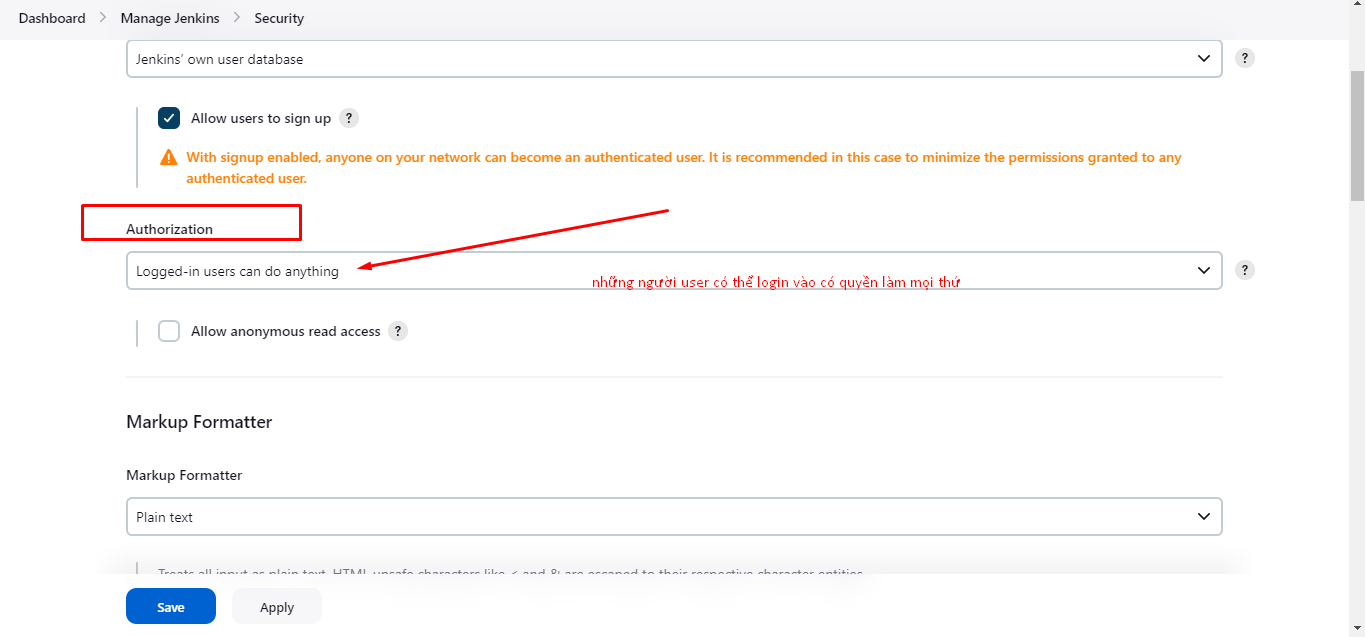 Dashboard > Manage Jenkins > Security
Jenkins’ own user database
?
Allow users to sign up ?
With signup enabled, anyone on your network can become an authenticated user. It is recommended in this case to minimize the permissions granted to any
authenticated user.
Authorization
Logged-in users can do anything
?
những người user có thể login vào có quyền làm mọi thứ
Allow anonymous read access ?
Markup Formatter
Markup Formatter
Plain text
Treats all input as plain text. HTML unsafe characters like < and & are escaped to their respective character entities.
Save Apply